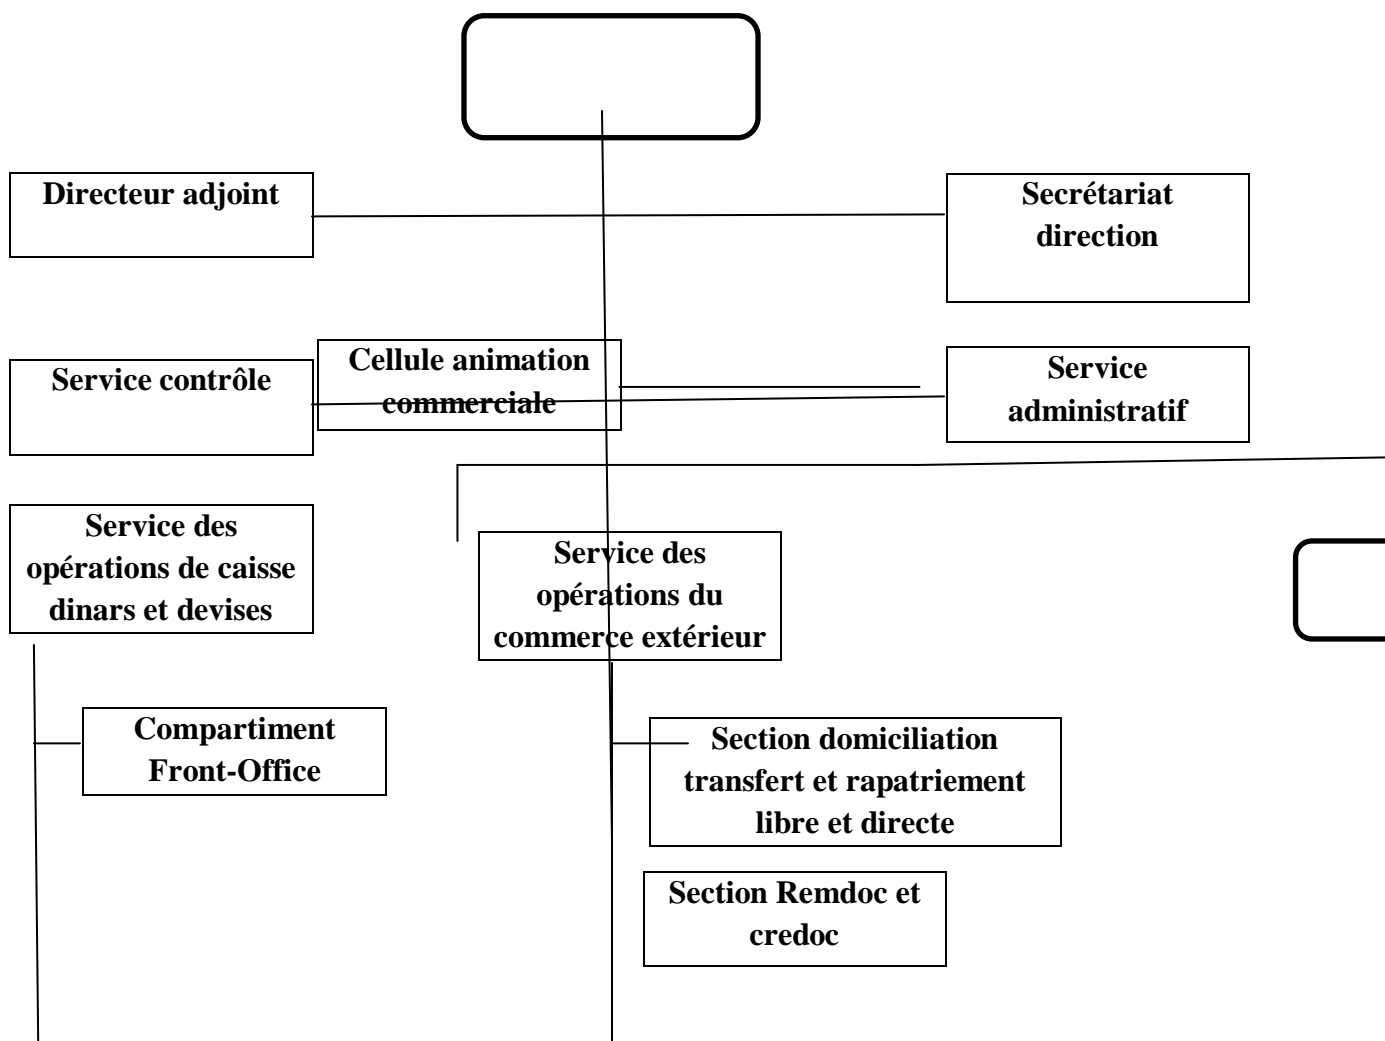 Directeur adjoint
Secrétariat
direction
Service contrôle
Cellule animation
commerciale
Service
administratif
Service des
opérations de caisse
dinars et devises
Service des
opérations du
commerce extérieur
Compartiment
Front-Office
Section domiciliation
transfert et rapatriement
libre et directe
Section Remdoc et
credoc